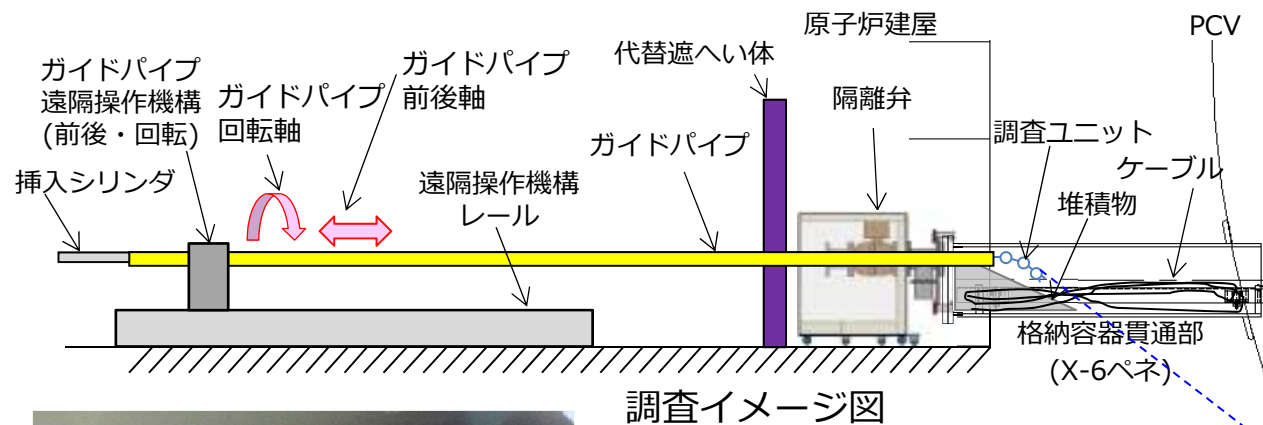 原子炉建屋
PCV
ガイドパイプ
遠隔操作機構
(前後・回転)
ガイドパイプ
回転軸
ガイドパイプ
前後軸
代替遮へい体
隔離弁
調査ユニット
ケーブル
堆積物
挿入シリンダ
遠隔操作機構
レール
ガイドパイプ
格納容器貫通部
(X-6ペネ)
調査イメージ図